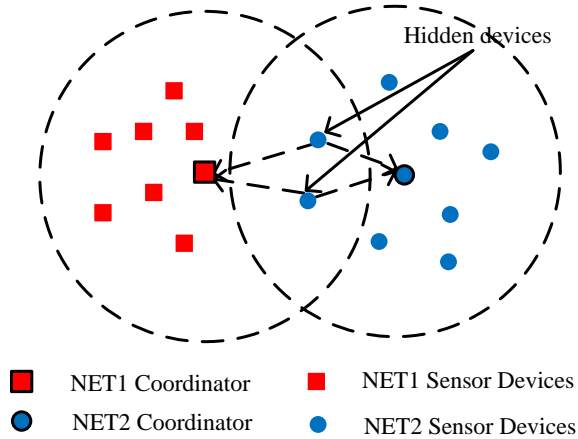 Hidden devices
NET1 Coordinator
NET1 Sensor Devices
NET2 Coordinator
NET2 Sensor Devices